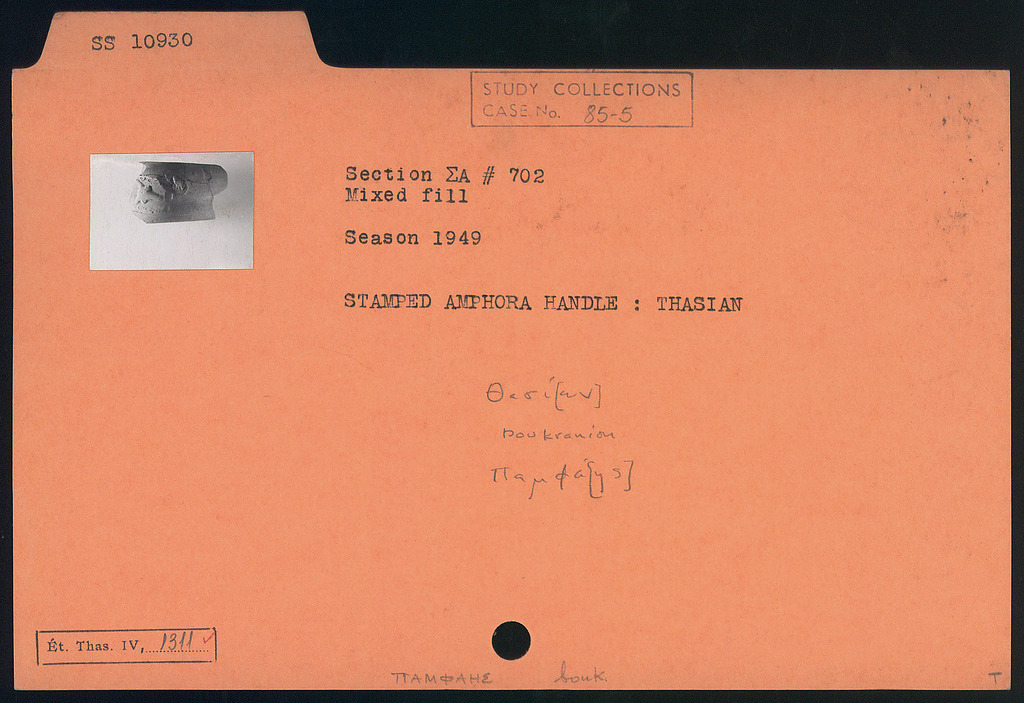 SS 10930
STUDY COLLECTIONS
CASE No. 85-5
Section ΣΑ # 702
Mixed fill
Season 1949
STAMPED AMPHORA HANDLE : THASIAN
Θασί[ων]
boukranion
Παμφά[ης]
Ét. Thas. IV, 1311 ✓
ΠΑΜΦΑΗΣ bouk.
T